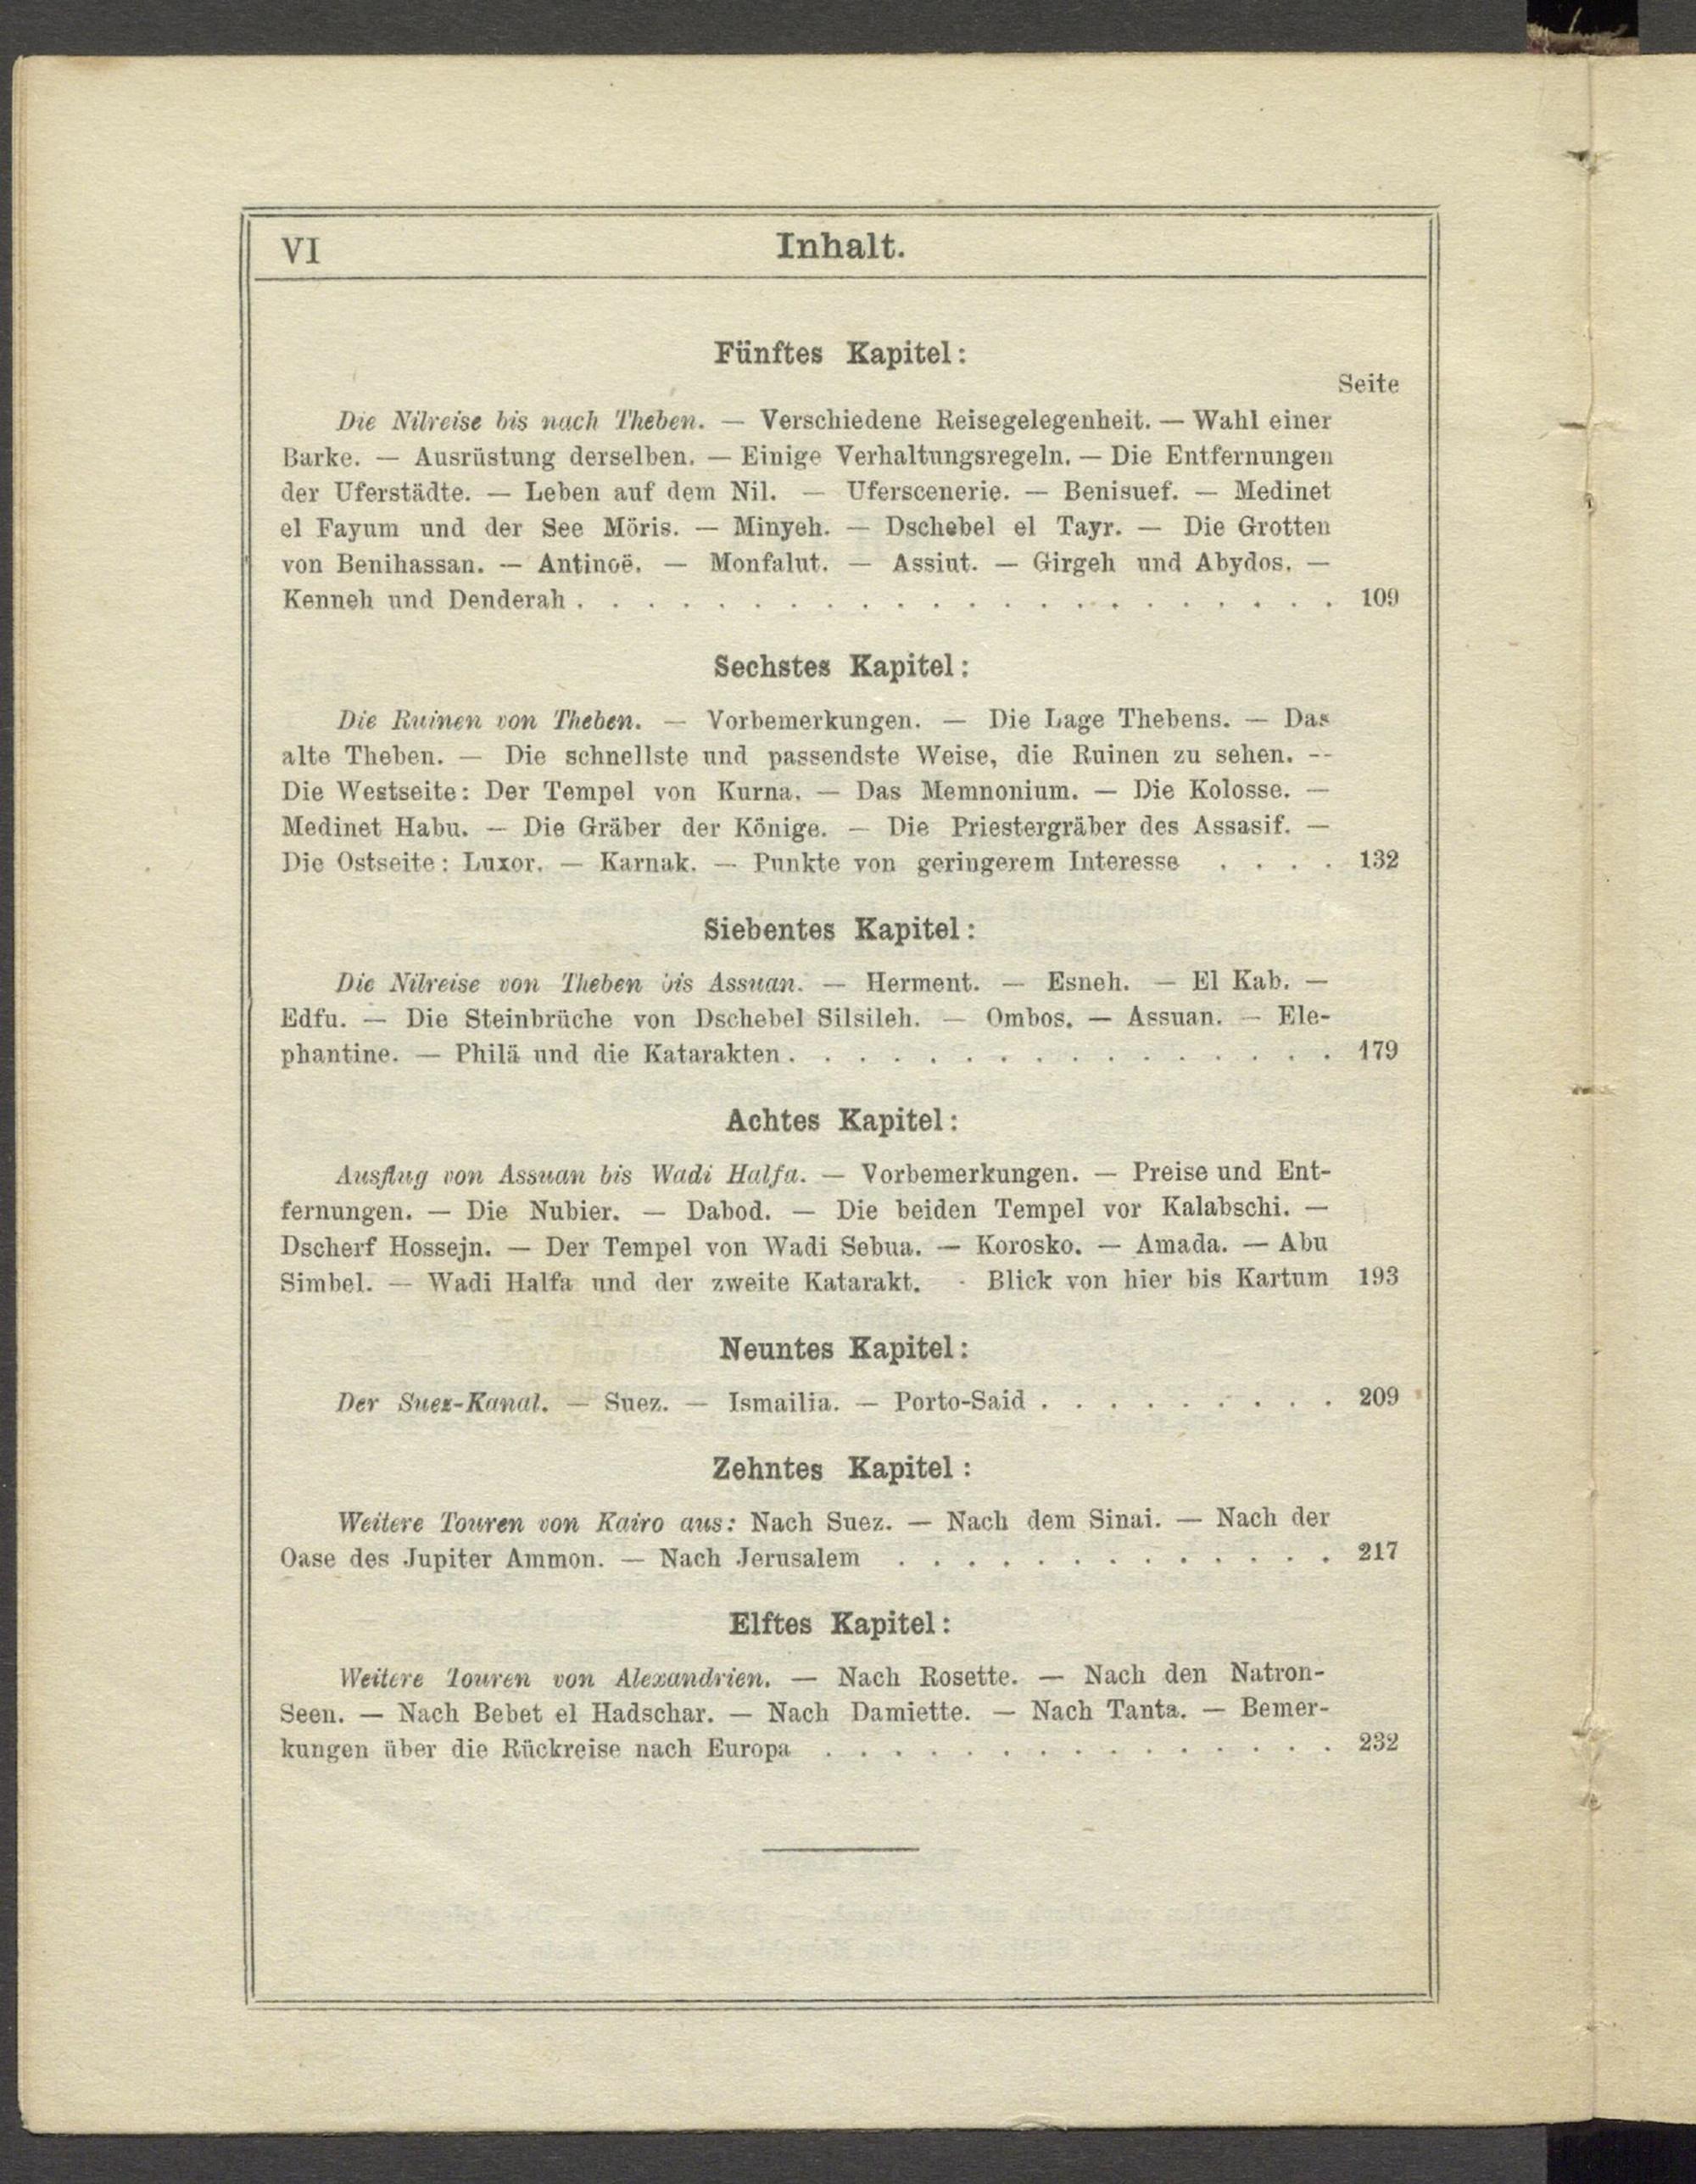 VI Inhalt.
Fünftes Kapitel:
Seite
Die Nilreise bis nach Theben. — Verschiedene Reisegelegenheit. — Wahl einer
Barke. — Ausrüstung derselben. — Einige Verhaltungsregeln. — Die Entfernungen
der Uferstädte. — Leben auf dem Nil. — Uferscenerie. — Benisuef. — Medinet
el Fayum und der See Möris. — Minyeh. — Dschebel el Tayr. — Die Grotten
von Benihassan. — Antinoë. — Monfalut. — Assiut. — Girgeh und Abydos. —
Kenneh und Denderah . . . . . . . . . . . . . . . . . . . . . . 109
Sechstes Kapitel:
Die Ruinen von Theben. — Vorbemerkungen. — Die Lage Thebens. — Das
alte Theben. — Die schnellste und passendste Weise, die Ruinen zu sehen. —
Die Westseite: Der Tempel von Kurna. — Das Memnonium. — Die Kolosse. —
Medinet Habu. — Die Gräber der Könige. — Die Priestergräber des Assasif. —
Die Ostseite: Luxor. — Karnak. — Punkte von geringerem Interesse . . . . 132
Siebentes Kapitel:
Die Nilreise von Theben bis Assuan. — Herment. — Esneh. — El Kab. —
Edfu. — Die Steinbrüche von Dschebel Silsileh. — Ombos. — Assuan. — Ele-
phantine. — Philä und die Katarakten . . . . . . . . . . . . . . . . 179
Achtes Kapitel:
Ausflug von Assuan bis Wadi Halfa. — Vorbemerkungen. — Preise und Ent-
fernungen. — Die Nubier. — Dabod. — Die beiden Tempel vor Kalabschi. —
Dscherf Hossejn. — Der Tempel von Wadi Sebua. — Korosko. — Amada. — Abu
Simbel. — Wadi Halfa und der zweite Katarakt. - Blick von hier bis Kartum 193
Neuntes Kapitel:
Der Suez-Kanal. — Suez. — Ismailia. — Porto-Said . . . . . . . . . 209
Zehntes Kapitel:
Weitere Touren von Kairo aus: Nach Suez. — Nach dem Sinai. — Nach der
Oase des Jupiter Ammon. — Nach Jerusalem . . . . . . . . . . . . . 217
Elftes Kapitel:
Weitere Touren von Alexandrien. — Nach Rosette. — Nach den Natron-
Seen. — Nach Bebet el Hadschar. — Nach Damiette. — Nach Tanta. — Bemer-
kungen über die Rückreise nach Europa . . . . . . . . . . . . . . . 232